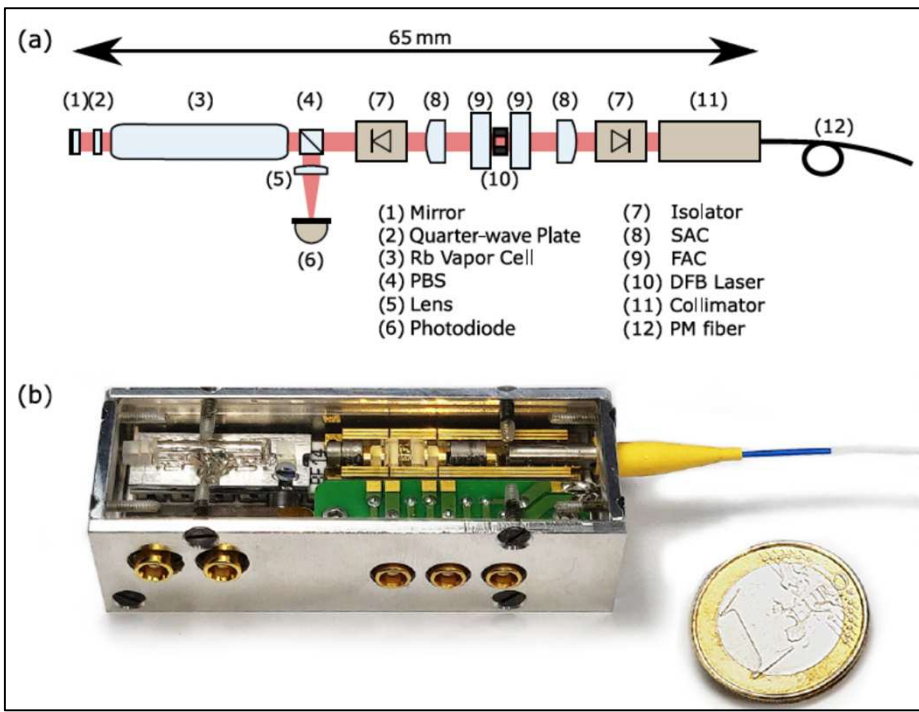 (a)
65 mm
(1) (2) (3) (4) (7) (8) (9) (9) (8) (7) (11)
(12)
(5)
(10)
(6)
(1) Mirror
(2) Quarter-wave Plate
(3) Rb Vapor Cell
(4) PBS
(5) Lens
(6) Photodiode
(7) Isolator
(8) SAC
(9) FAC
(10) DFB Laser
(11) Collimator
(12) PM fiber
(b)
1
EURO